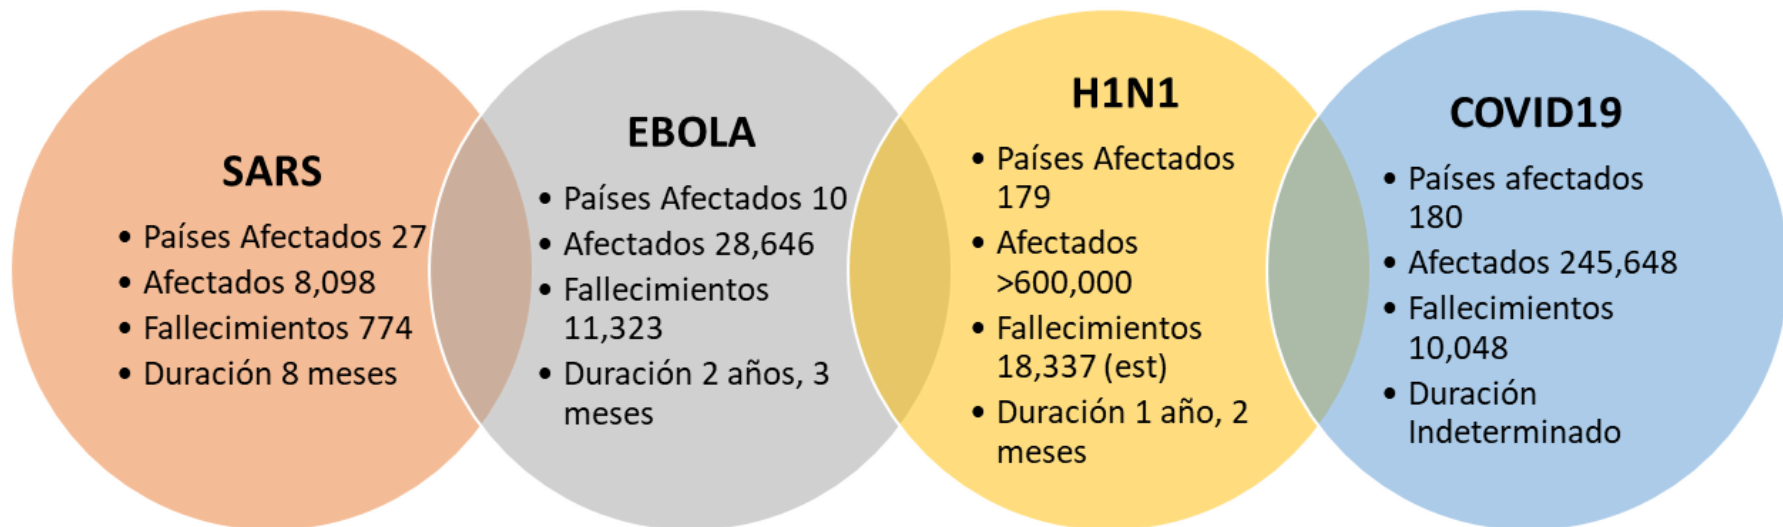 SARS
• Países Afectados 27
• Afectados 8,098
• Fallecimientos 774
• Duración 8 meses
EBOLA
• Países Afectados 10
• Afectados 28,646
• Fallecimientos
11,323
• Duración 2 años, 3
meses
H1N1
• Países Afectados
179
• Afectados
>600,000
• Fallecimientos
18,337 (est)
• Duración 1 año, 2
meses
COVID19
• Países afectados
180
• Afectados 245,648
• Fallecimientos
10,048
• Duración
Indeterminado